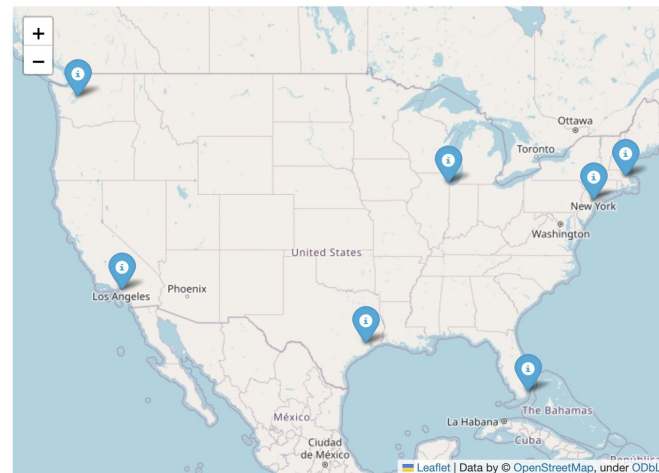 +
−
Ottawa
Toronto
New York
Washington
United States
Los Angeles
Phoenix
México
Ciudad
de México
La Habana
The Bahamas
Cuba
Leaflet | Data by © OpenStreetMap, under ODbL